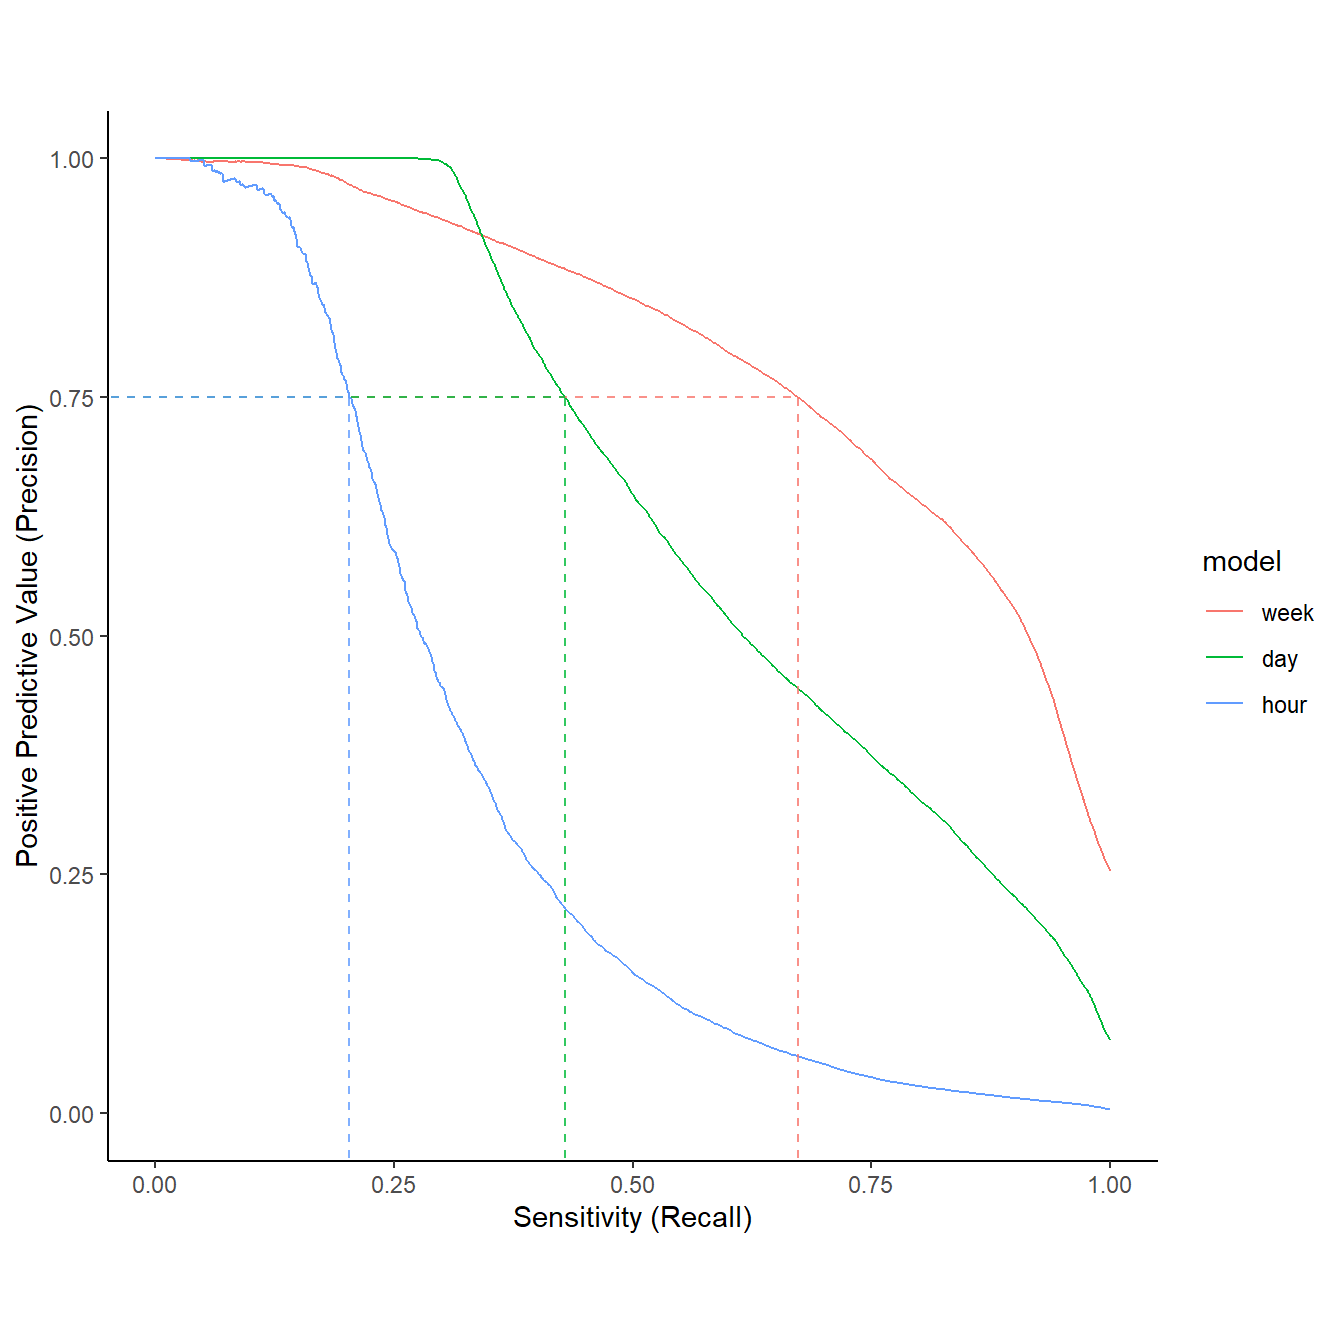 Positive Predictive Value (Precision)
1.00
0.75
0.50
0.25
0.00
0.00 0.25 0.50 0.75 1.00
Sensitivity (Recall)
model
week
day
hour